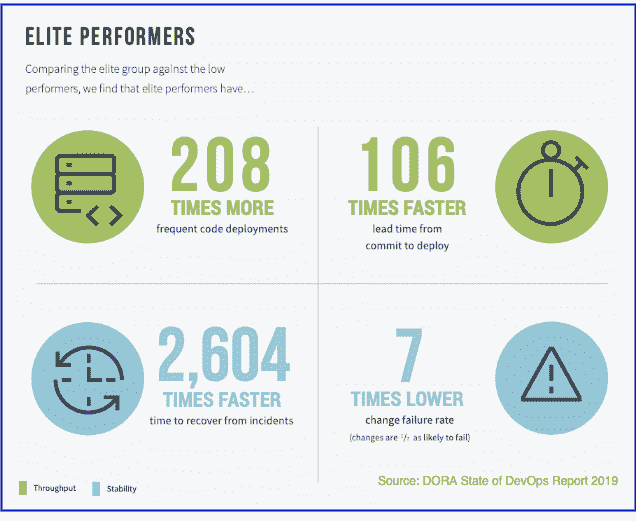 ELITE PERFORMERS
Comparing the elite group against the low
performers, we find that elite performers have…
208
TIMES MORE
frequent code deployments
106
TIMES FASTER
lead time from
commit to deploy
2,604
TIMES FASTER
time to recover from incidents
7
TIMES LOWER
change failure rate
(changes are 1/7 as likely to fail)
Throughput
Stability
Source: DORA State of DevOps Report 2019